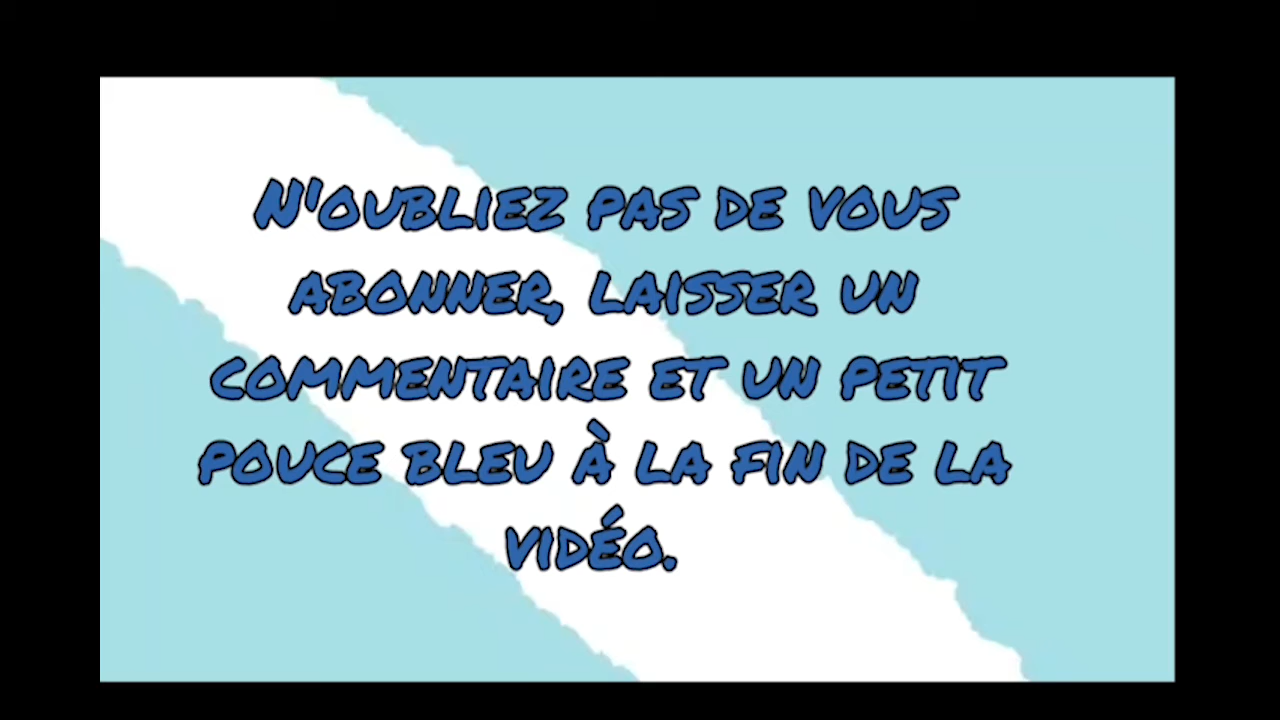 N'OUBLIEZ PAS DE VOUS
ABONNER, LAISSER UN
COMMENTAIRE ET UN PETIT
POUCE BLEU À LA FIN DE LA
VIDÉO.